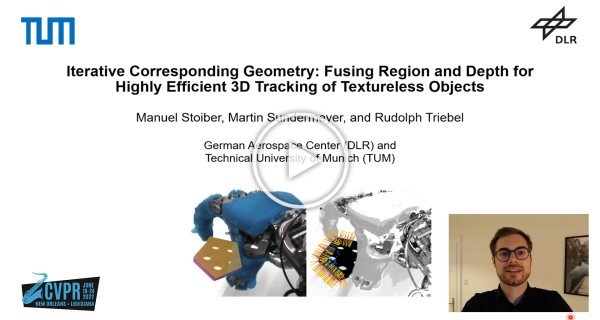 TUM
DLR
Iterative Corresponding Geometry: Fusing Region and Depth for
Highly Efficient 3D Tracking of Textureless Objects
Manuel Stoiber, Martin Sundermeyer, and Rudolph Triebel
German Aerospace Center (DLR) and
Technical University of Munich (TUM)
CVPR
JUNE
19-24
2022
NEW ORLEANS • LOUISIANA